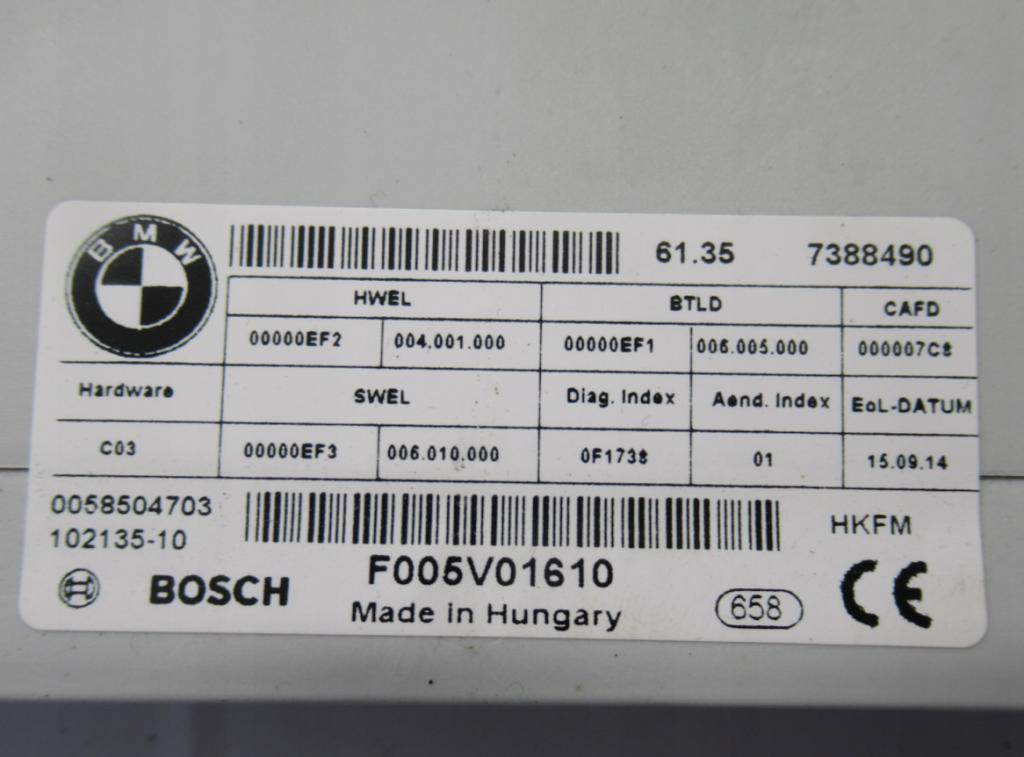 BMW 61.35 7388490
HWEL BTLD CAFD
00000EF2 004.001.000 00000EF1 006.005.000 000007C8
Hardware SWEL Diag. Index Aend. Index EoL-DATUM
C03 00000EF3 006.010.000 0F1738 01 15.09.14
0058504703 HKFM
102135-10
BOSCH F005V01610 658 CE
Made in Hungary